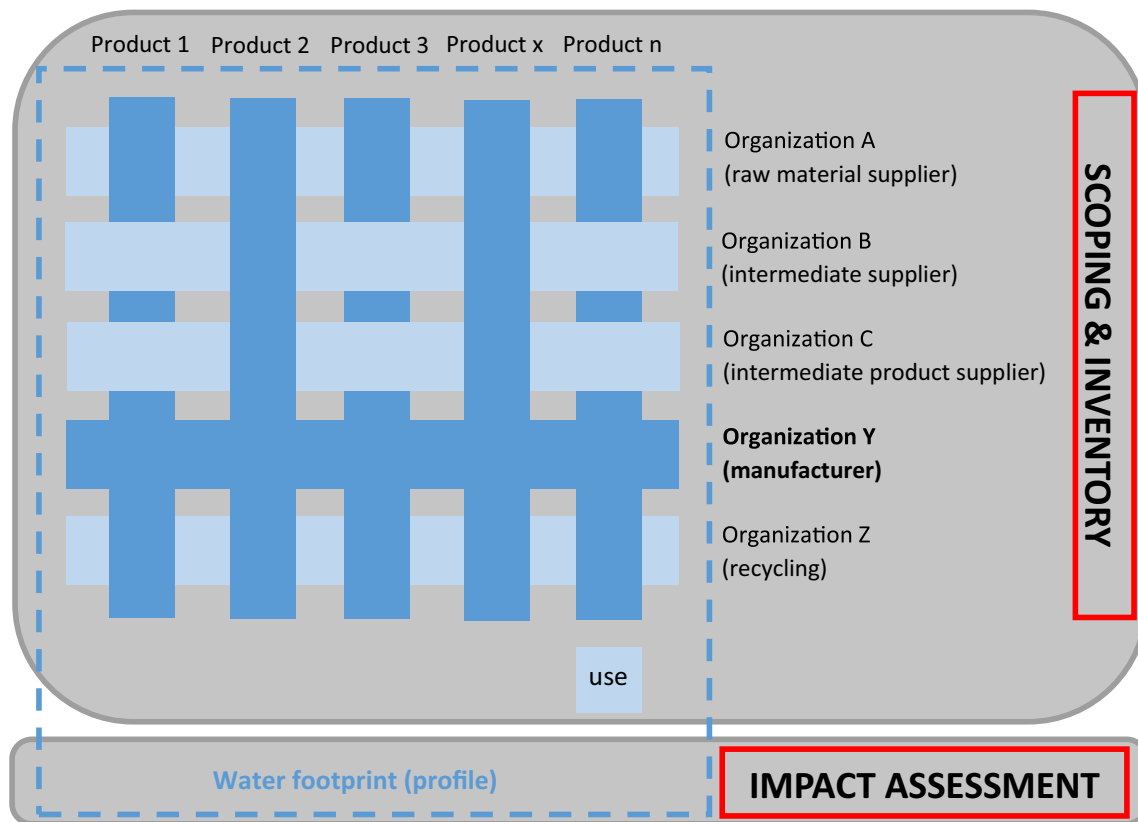 Product 1
Product 2
Product 3
Product x
Product n
Organization A
(raw material supplier)
Organization B
(intermediate supplier)
Organization C
(intermediate product supplier)
Organization Y
(manufacturer)
Organization Z
(recycling)
use
SCOPING & INVENTORY
Water footprint (profile)
IMPACT ASSESSMENT